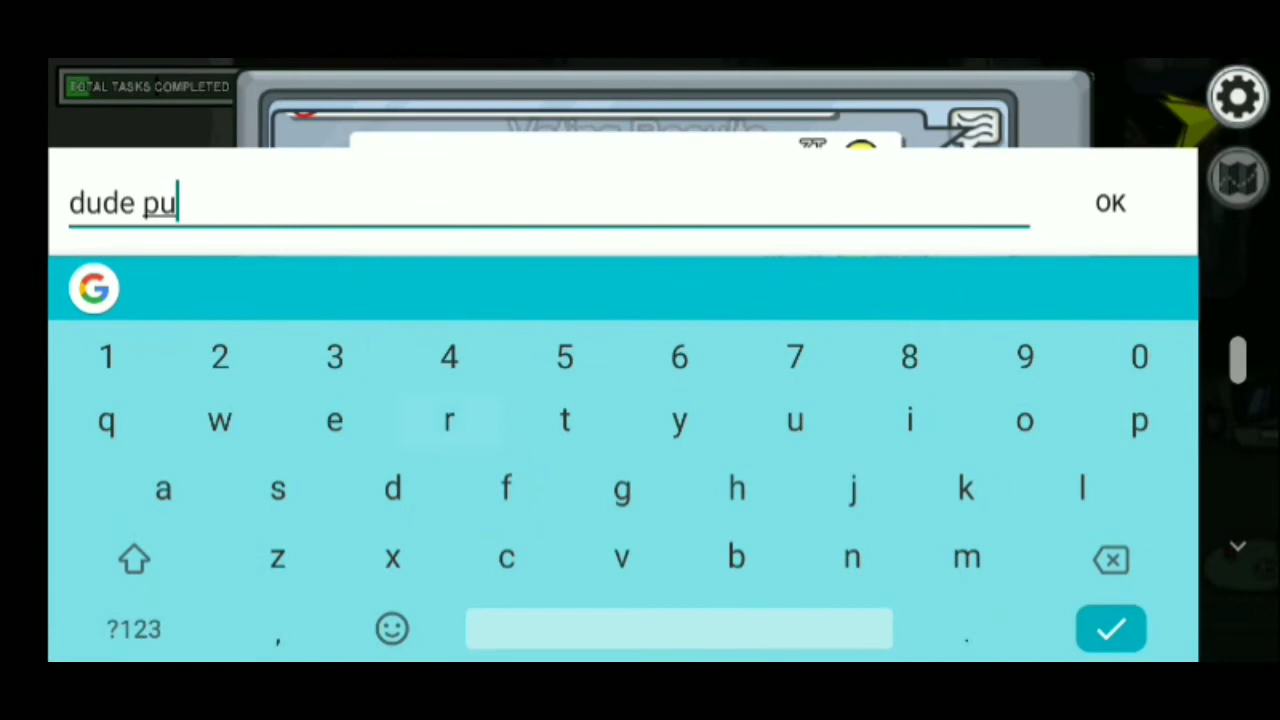 TOTAL TASKS COMPLETED
dude pu
OK
1 2 3 4 5 6 7 8 9 0
q w e r t y u i o p
a s d f g h j k l
z x c v b n m
?123 , .